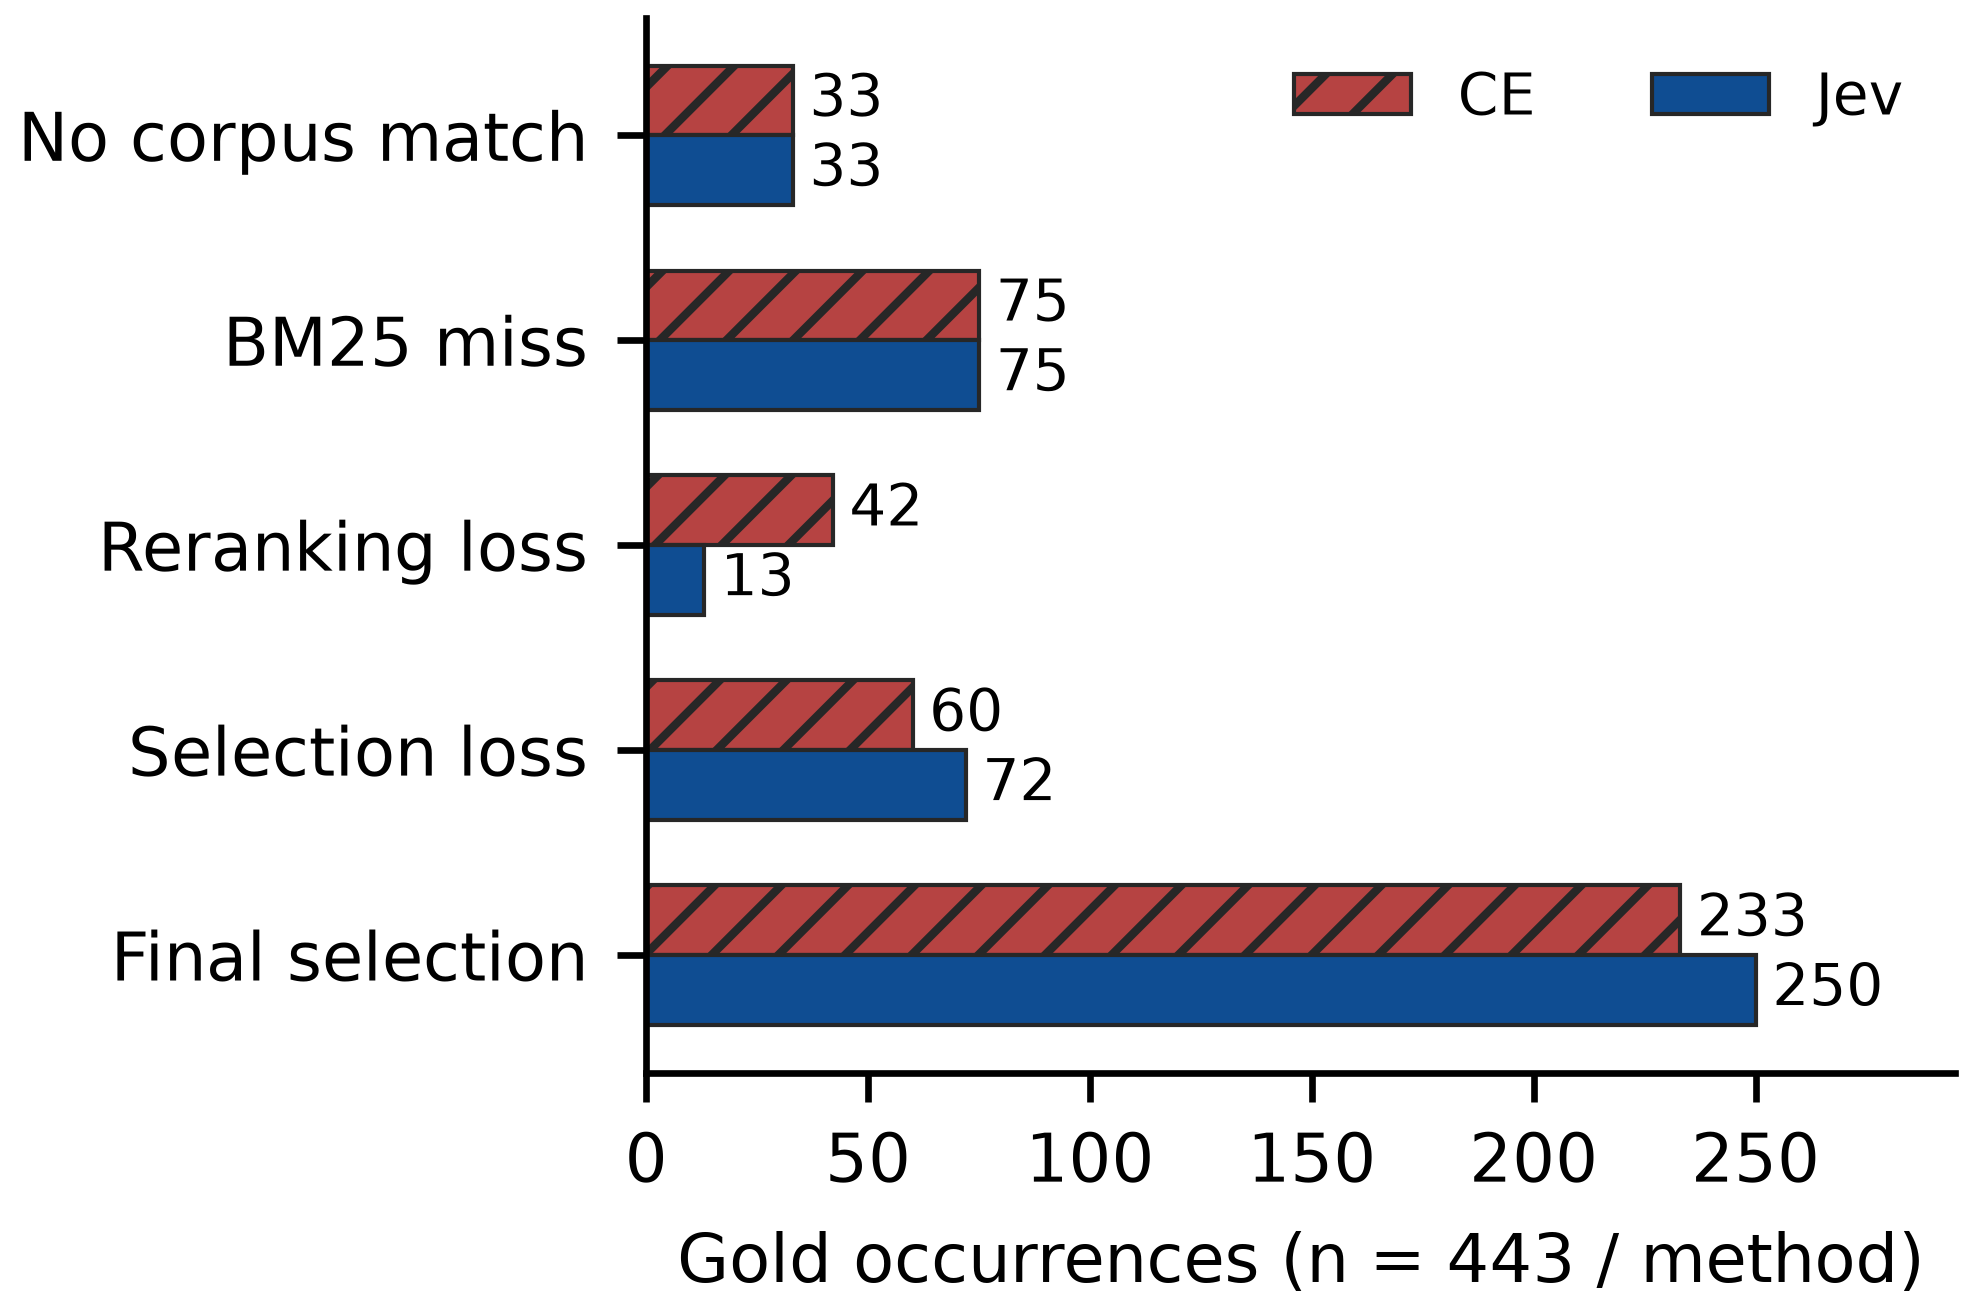 CE
Jev
No corpus match
33
33
BM25 miss
75
75
Reranking loss
42
13
Selection loss
60
72
Final selection
233
250
0 50 100 150 200 250
Gold occurrences (n = 443 / method)